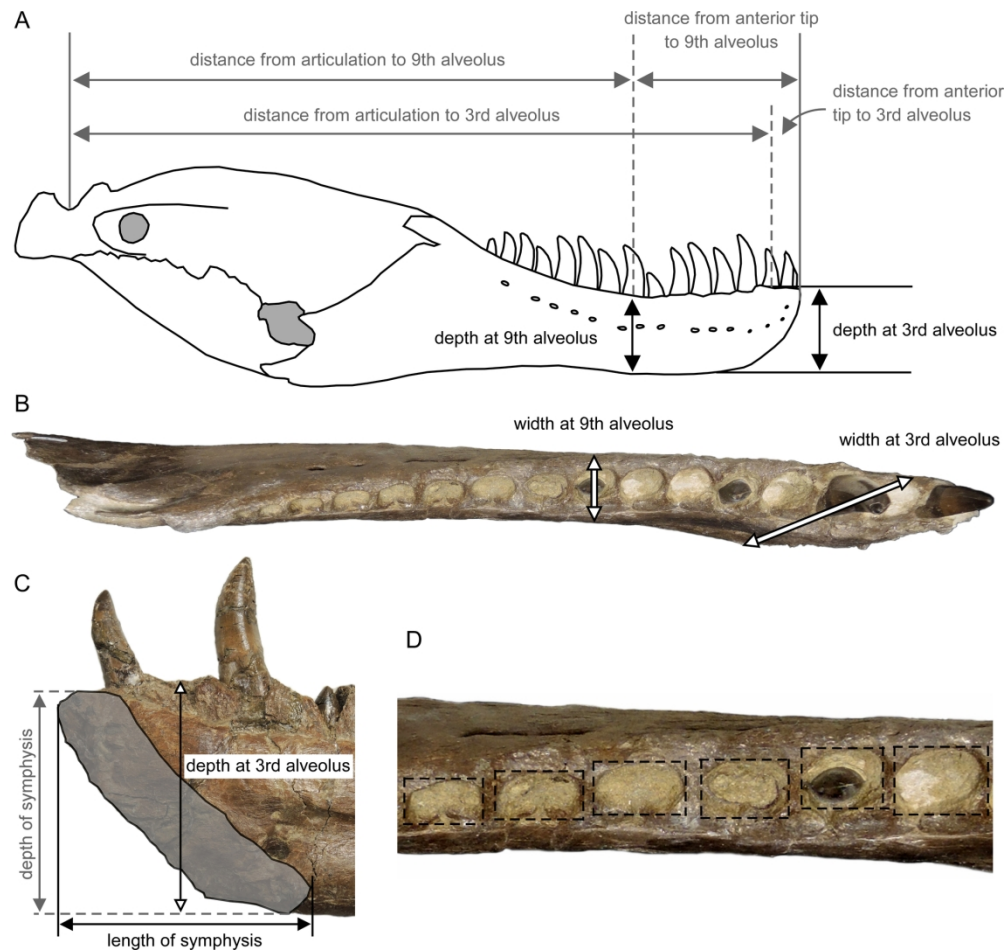 A
distance from anterior tip
to 9th alveolus
distance from articulation to 9th alveolus
distance from anterior
tip to 3rd alveolus
distance from articulation to 3rd alveolus
depth at 9th alveolus
depth at 3rd alveolus
B
width at 9th alveolus
width at 3rd alveolus
C
D
depth of symphysis
depth at 3rd alveolus
length of symphysis